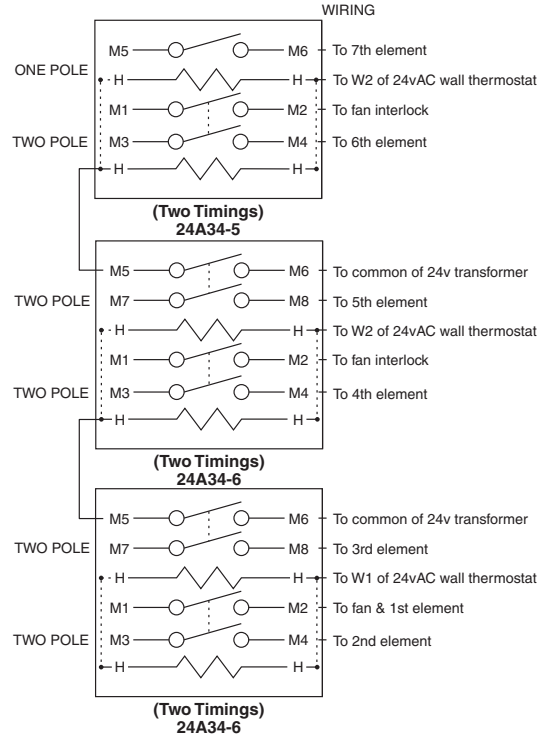 WIRING
M5 M6 To 7th element
ONE POLE
H H To W2 of 24vAC wall thermostat
M1 M2 To fan interlock
TWO POLE M3 M4 To 6th element
H H
(Two Timings)
24A34-5
M5 M6 To common of 24v transformer
TWO POLE M7 M8 To 5th element
H H To W2 of 24vAC wall thermostat
M1 M2 To fan interlock
TWO POLE M3 M4 To 4th element
H H
(Two Timings)
24A34-6
M5 M6 To common of 24v transformer
TWO POLE M7 M8 To 3rd element
H H To W1 of 24vAC wall thermostat
M1 M2 To fan & 1st element
TWO POLE M3 M4 To 2nd element
H H
(Two Timings)
24A34-6